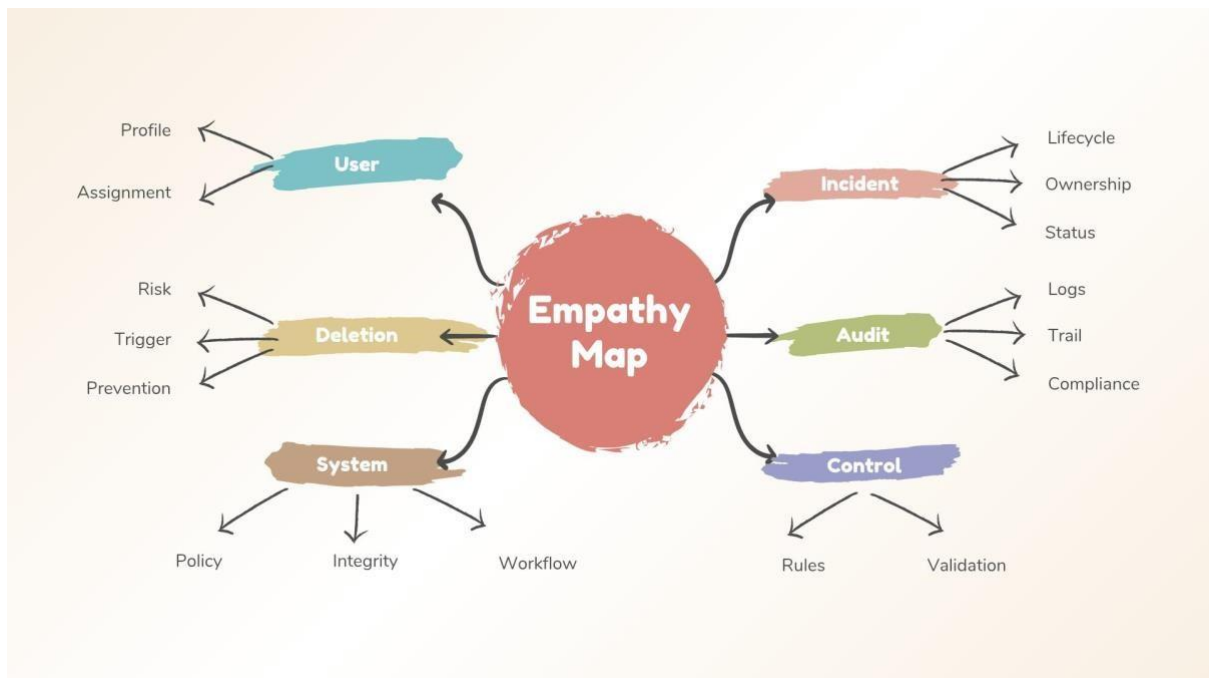 Empathy
Map
User
Profile
Assignment
Deletion
Risk
Trigger
Prevention
System
Policy
Integrity
Workflow
Incident
Lifecycle
Ownership
Status
Audit
Logs
Trail
Compliance
Control
Rules
Validation